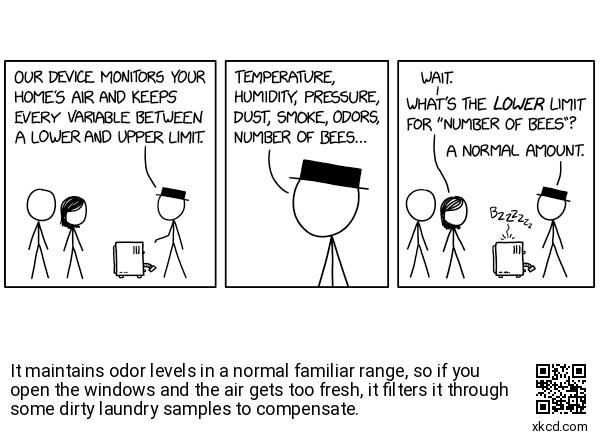 OUR DEVICE MONITORS YOUR
HOME'S AIR AND KEEPS
EVERY VARIABLE BETWEEN
A LOWER AND UPPER LIMIT.
TEMPERATURE,
HUMIDITY, PRESSURE,
DUST, SMOKE, ODORS,
NUMBER OF BEES...
WAIT.
WHAT'S THE LOWER LIMIT
FOR "NUMBER OF BEES"?
A NORMAL AMOUNT.
BZZZZZZ
It maintains odor levels in a normal familiar range, so if you
open the windows and the air gets too fresh, it filters it through
some dirty laundry samples to compensate.
xkcd.com